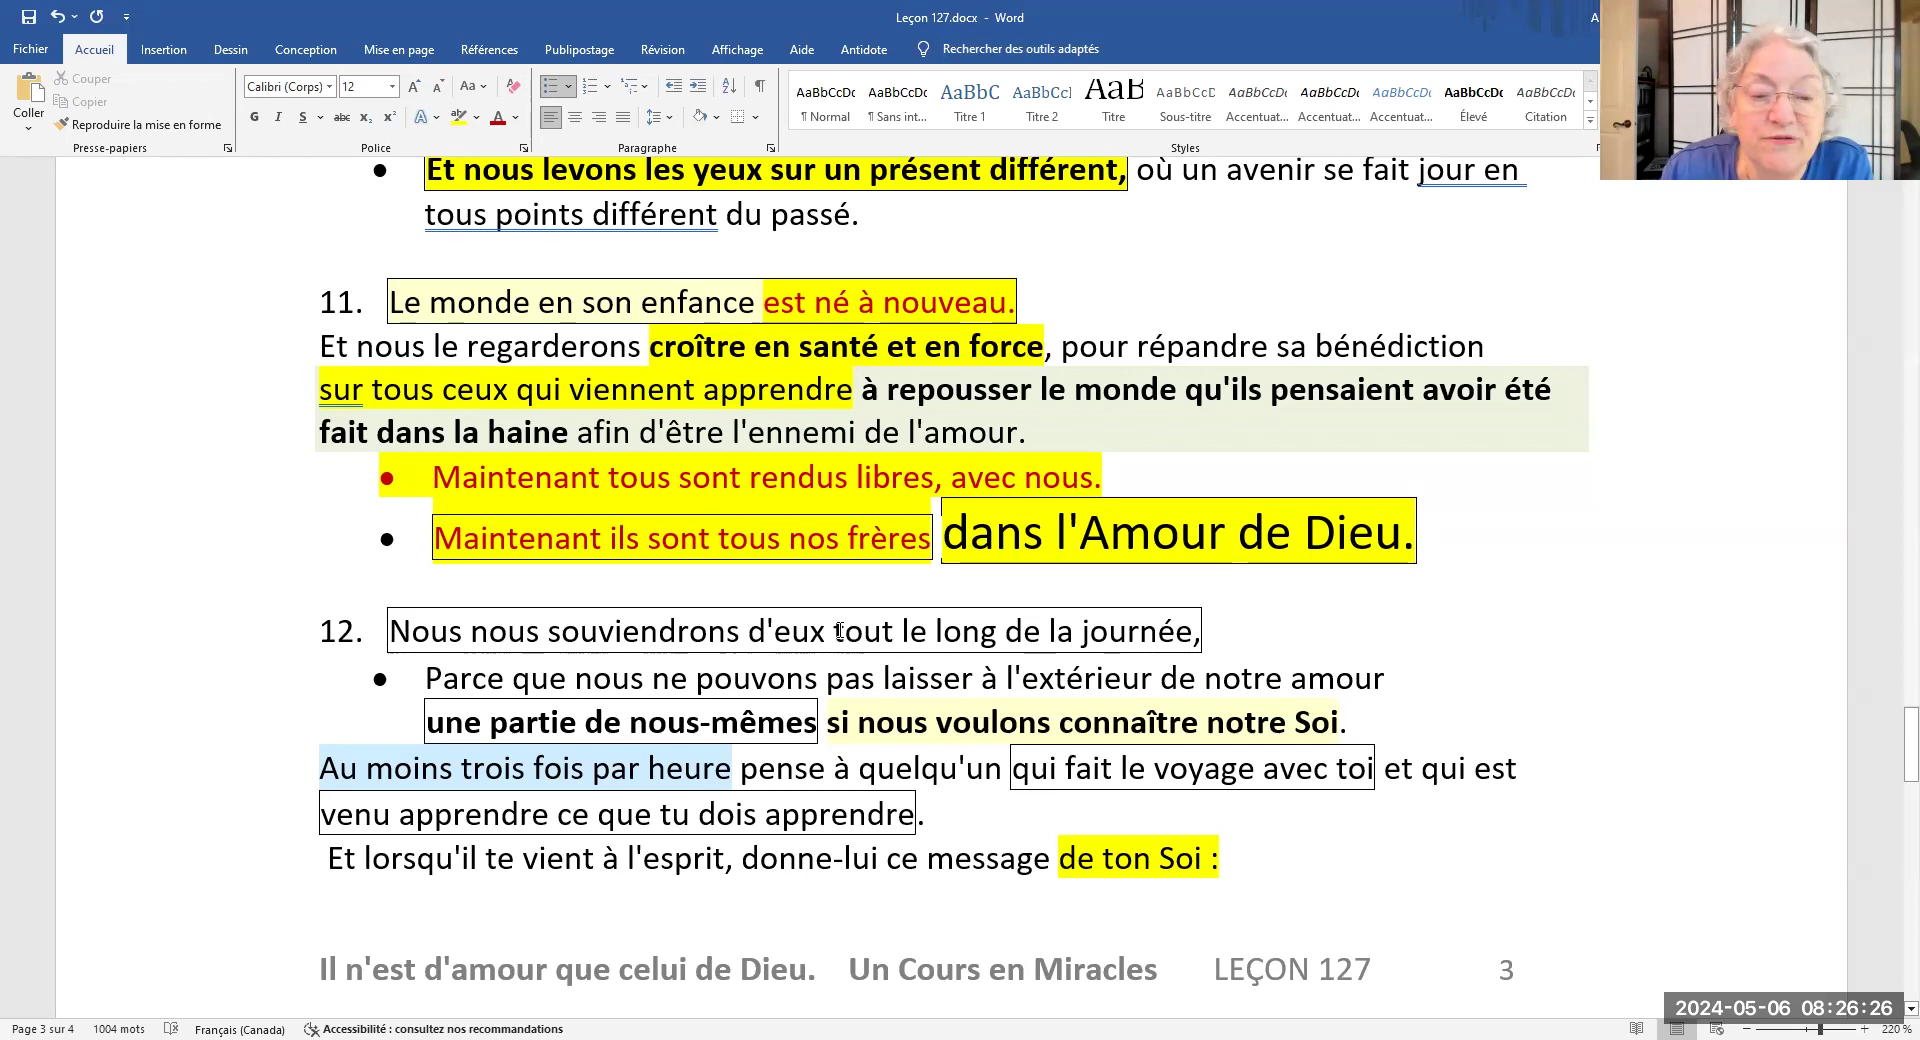 Leçon 127.docx - Word
A
Fichier Accueil Insertion Dessin Conception Mise en page Références Publipostage Révision Affichage Aide Antidote Rechercher des outils adaptés
Coller
Couper
Copier
Reproduire la mise en forme
Presse-papiers
Calibri (Corps) 12
G I S abc x₂ x²
Police
Paragraphe
AaBbCcDc AaBbCcDc AaBbC AaBbCcI AaB AaBbCcD AaBbCcDc AaBbCcDc AaBbCcDc AaBbCcDc AaBbCcDc
¶ Normal ¶ Sans int... Titre 1 Titre 2 Titre Sous-titre Accentuat... Accentuat... Accentuat... Élevé Citation
Styles
• Et nous levons les yeux sur un présent différent, où un avenir se fait jour en
tous points différent du passé.
11. Le monde en son enfance est né à nouveau.
Et nous le regarderons croître en santé et en force, pour répandre sa bénédiction
sur tous ceux qui viennent apprendre à repousser le monde qu'ils pensaient avoir été
fait dans la haine afin d'être l'ennemi de l'amour.
• Maintenant tous sont rendus libres, avec nous.
• Maintenant ils sont tous nos frères dans l'Amour de Dieu.
12. Nous nous souviendrons d'eux tout le long de la journée,
• Parce que nous ne pouvons pas laisser à l'extérieur de notre amour
une partie de nous-mêmes si nous voulons connaître notre Soi.
Au moins trois fois par heure pense à quelqu'un qui fait le voyage avec toi et qui est
venu apprendre ce que tu dois apprendre.
Et lorsqu'il te vient à l'esprit, donne-lui ce message de ton Soi :
Il n'est d'amour que celui de Dieu. Un Cours en Miracles LEÇON 127 3
2024-05-06 08:26:26
Page 3 sur 4 1004 mots Français (Canada) Accessibilité : consultez nos recommandations 220 %